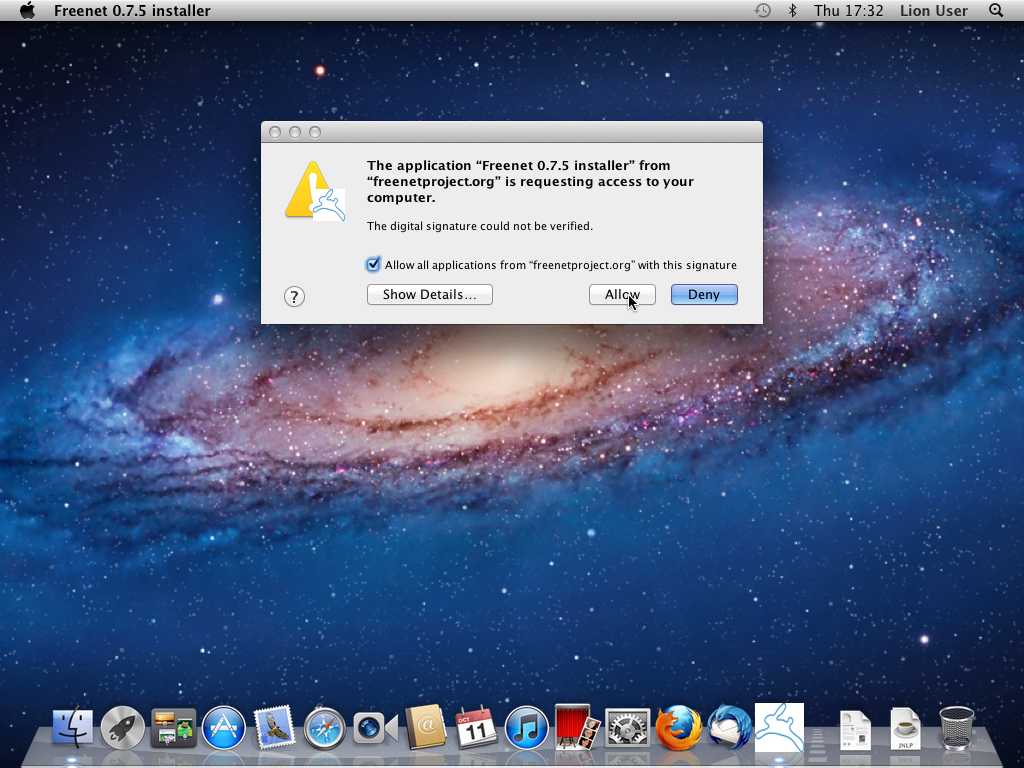 Freenet 0.7.5 installer
Thu 17:32 Lion User
The application “Freenet 0.7.5 installer” from
“freenetproject.org” is requesting access to your
computer.
The digital signature could not be verified.
Allow all applications from “freenetproject.org” with this signature
? Show Details... Allow Deny
OCT
11
JNLP